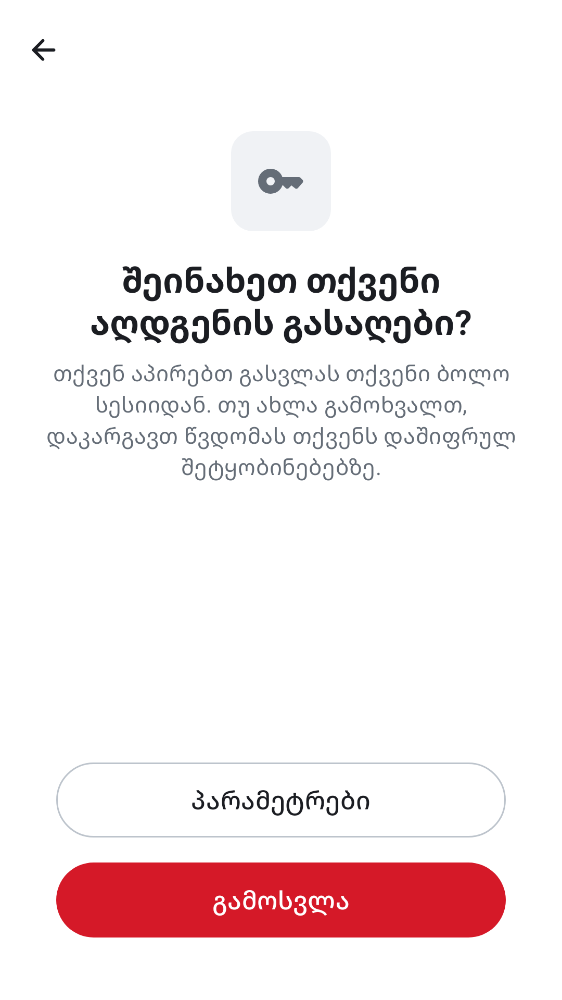 შეინახეთ თქვენი
აღდგენის გასაღები?
თქვენ აპირებთ გასვლას თქვენი ბოლო
სესიიდან. თუ ახლა გამოხვალთ,
დაკარგავთ წვდომას თქვენს დაშიფრულ
შეტყობინებებზე.
პარამეტრები
გამოსვლა